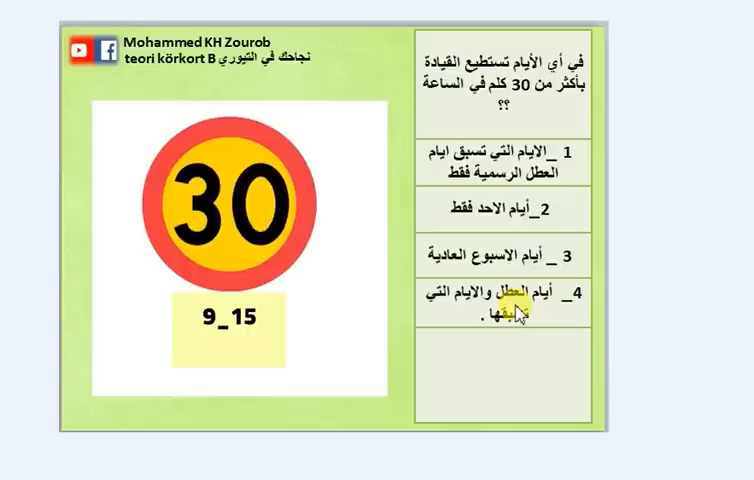 Mohammed KH Zourob
نجاحك في التيوري teori körkort B
30
9_15
في أي الأيام تستطيع القيادة
بأكثر من 30 كلم في الساعة
؟؟
1 _الايام التي تسبق ايام
العطل الرسمية فقط
2_أيام الاحد فقط
3 _ أيام الاسبوع العادية
4_ أيام العطل والايام التي
تسبقها .